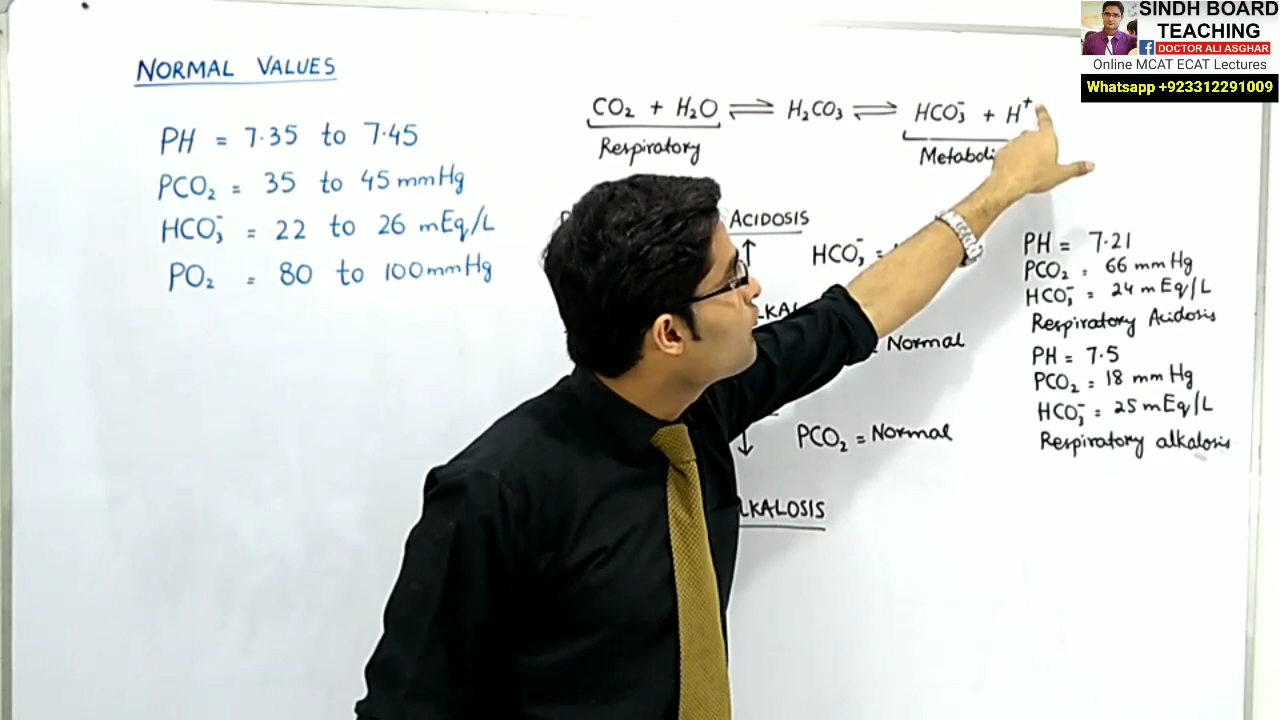 SINDH BOARD
TEACHING
DOCTOR ALI ASGHAR
Online MCAT ECAT Lectures
Whatsapp +923312291009
NORMAL VALUES
PH = 7.35 to 7.45
PCO₂ = 35 to 45 mmHg
HCO₃⁻ = 22 to 26 mEq/L
PO₂ = 80 to 100 mmHg
CO₂ + H₂O ⇌ H₂CO₃ ⇌ HCO₃⁻ + H⁺
Respiratory
ACIDOSIS
↑ HCO₃⁻ =
Normal
↓ PCO₂ = Normal
PH = 7.21
PCO₂ = 66 mmHg
HCO₃⁻ = 24 mEq/L
Respiratory Acidosis
PH = 7.5
PCO₂ = 18 mmHg
HCO₃⁻ = 25 mEq/L
Respiratory alkalosis